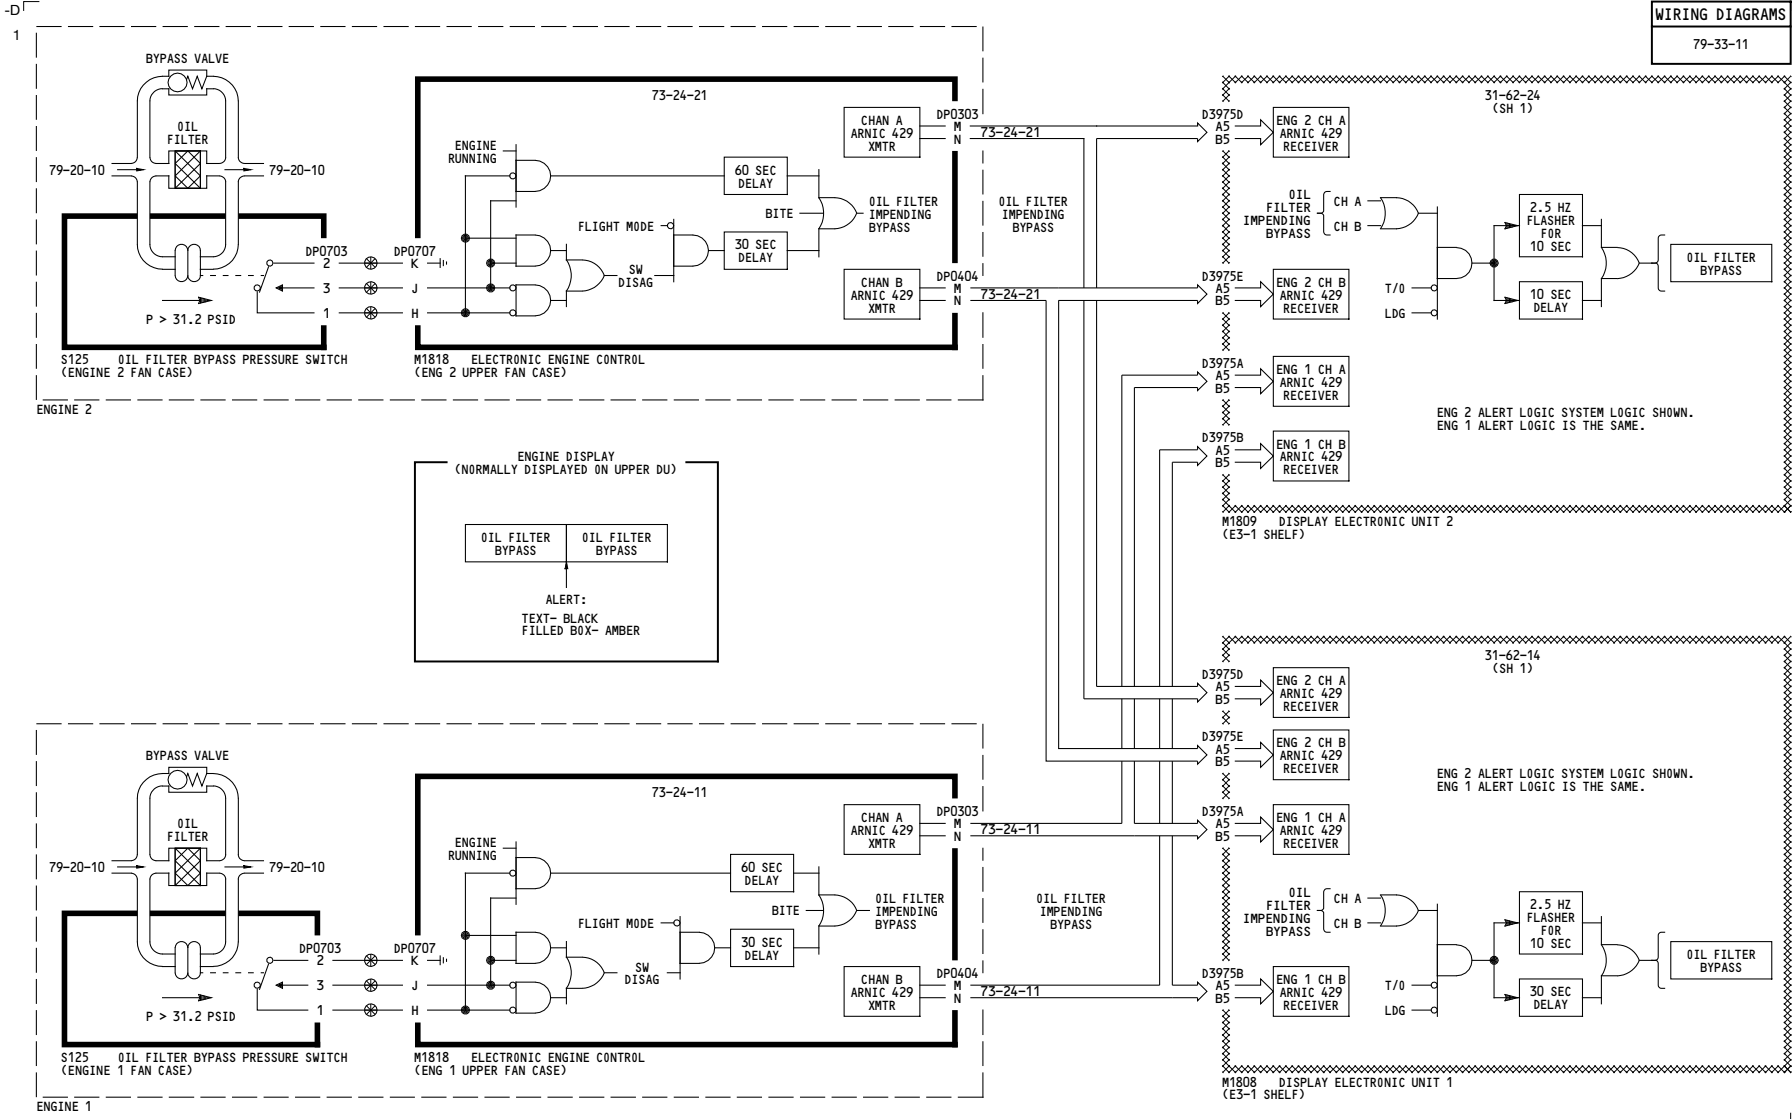 -D
1
WIRING DIAGRAMS
79-33-11
BYPASS VALVE
OIL
FILTER
79-20-10
79-20-10
P > 31.2 PSID
DP0703
2
3
1
DP0707
K
J
H
S125 OIL FILTER BYPASS PRESSURE SWITCH
(ENGINE 2 FAN CASE)
73-24-21
ENGINE
RUNNING
FLIGHT MODE
SW
DISAG
60 SEC
DELAY
BITE
30 SEC
DELAY
OIL FILTER
IMPENDING
BYPASS
CHAN A
ARNIC 429
XMTR
DP0303
M
N
73-24-21
CHAN B
ARNIC 429
XMTR
DP0404
M
N
73-24-21
M1818 ELECTRONIC ENGINE CONTROL
(ENG 2 UPPER FAN CASE)
ENGINE 2
OIL FILTER
IMPENDING
BYPASS
31-62-24
(SH 1)
D3975D
A5
B5
ENG 2 CH A
ARNIC 429
RECEIVER
OIL
FILTER
IMPENDING
BYPASS
CH A
CH B
T/O
LDG
2.5 HZ
FLASHER
FOR
10 SEC
10 SEC
DELAY
OIL FILTER
BYPASS
D3975E
A5
B5
ENG 2 CH B
ARNIC 429
RECEIVER
D3975A
A5
B5
ENG 1 CH A
ARNIC 429
RECEIVER
D3975B
A5
B5
ENG 1 CH B
ARNIC 429
RECEIVER
ENG 2 ALERT LOGIC SYSTEM LOGIC SHOWN.
ENG 1 ALERT LOGIC IS THE SAME.
M1809 DISPLAY ELECTRONIC UNIT 2
(E3-1 SHELF)
ENGINE DISPLAY
(NORMALLY DISPLAYED ON UPPER DU)
OIL FILTER
BYPASS
OIL FILTER
BYPASS
ALERT:
TEXT- BLACK
FILLED BOX- AMBER
BYPASS VALVE
OIL
FILTER
79-20-10
79-20-10
P > 31.2 PSID
DP0703
2
3
1
DP0707
K
J
H
S125 OIL FILTER BYPASS PRESSURE SWITCH
(ENGINE 1 FAN CASE)
73-24-11
ENGINE
RUNNING
FLIGHT MODE
SW
DISAG
60 SEC
DELAY
BITE
30 SEC
DELAY
OIL FILTER
IMPENDING
BYPASS
CHAN A
ARNIC 429
XMTR
DP0303
M
N
73-24-11
CHAN B
ARNIC 429
XMTR
DP0404
M
N
73-24-11
M1818 ELECTRONIC ENGINE CONTROL
(ENG 1 UPPER FAN CASE)
ENGINE 1
OIL FILTER
IMPENDING
BYPASS
31-62-14
(SH 1)
D3975D
A5
B5
ENG 2 CH A
ARNIC 429
RECEIVER
D3975E
A5
B5
ENG 2 CH B
ARNIC 429
RECEIVER
ENG 2 ALERT LOGIC SYSTEM LOGIC SHOWN.
ENG 1 ALERT LOGIC IS THE SAME.
D3975A
A5
B5
ENG 1 CH A
ARNIC 429
RECEIVER
OIL
FILTER
IMPENDING
BYPASS
CH A
CH B
T/O
LDG
2.5 HZ
FLASHER
FOR
10 SEC
30 SEC
DELAY
OIL FILTER
BYPASS
D3975B
A5
B5
ENG 1 CH B
ARNIC 429
RECEIVER
M1808 DISPLAY ELECTRONIC UNIT 1
(E3-1 SHELF)